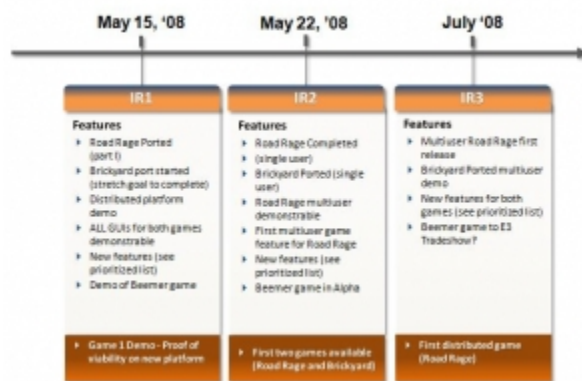 May 15, '08
May 22, '08
July '08
IR1
Features
Road Rage Ported
(part I)
Brickyard port started
(stretch goal to complete)
Distributed platform
demo
ALL GUIs for both games
demonstrable
New features (see
prioritized list)
Demo of Beemer game
Game 1 Demo - Proof of
viability on new platform
IR2
Features
Road Rage Completed
(single user)
Brickyard Ported (single
user)
Road Rage multiuser
demonstrable
First multiuser game
feature for Road Rage
New features (see
prioritized list)
Beemer game in Alpha
First two games available
(Road Rage and Brickyard)
IR3
Features
Multiuser Road Rage first
release
Brickyard Ported multiuser
demo
New features for both
games (see prioritized list)
Beemer game to E3
Tradeshow?
First distributed game
(Road Rage)